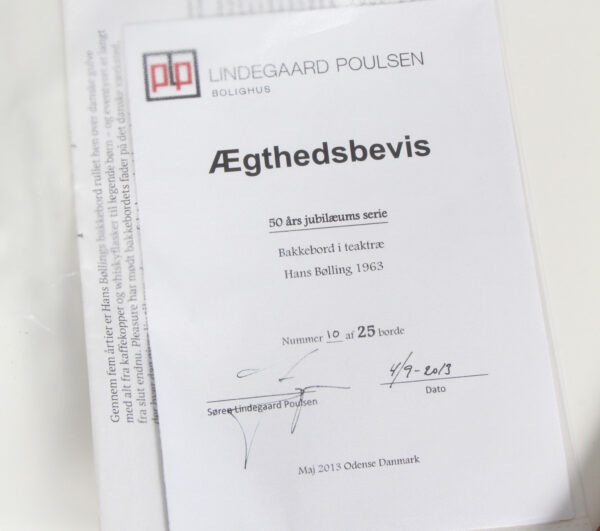 LINDEGAARD POULSEN
BOLIGHUS
Ægthedsbevis
50 års jubilæums serie
Bakkebord i teaktræ
Hans Bølling 1963
Nummer 10 af 25 borde
4/9-2013
Søren Lindegaard Poulsen
Dato
Maj 2013 Odense Danmark
Gennem fem årtier er Hans Bøllings bakkebord rullet hen over danske gulve
med alt fra kaffekopper og whiskyflasker til legende børn – og eventyret er langt
fra slut endnu. Pleasure har mødt bakkebordets fader på det danske